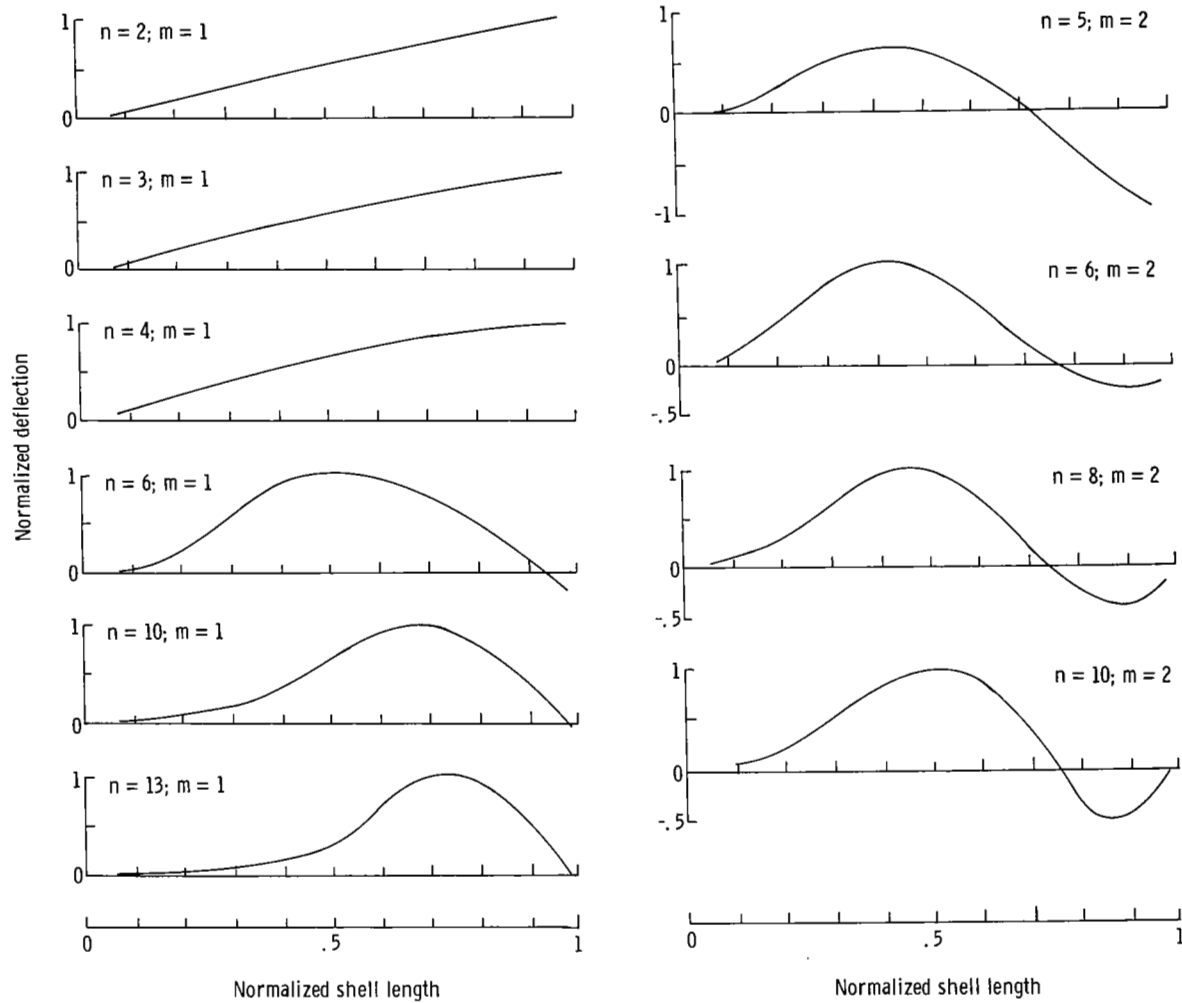 Normalized deflection
1
n = 2; m = 1
0
1
n = 3; m = 1
0
1
n = 4; m = 1
0
1
n = 6; m = 1
0
1
n = 10; m = 1
0
1
n = 13; m = 1
0
0 .5 1
Normalized shell length
1
n = 5; m = 2
0
-1
1
n = 6; m = 2
0
-.5
1
n = 8; m = 2
0
-.5
1
n = 10; m = 2
0
-.5
0 .5 1
Normalized shell length